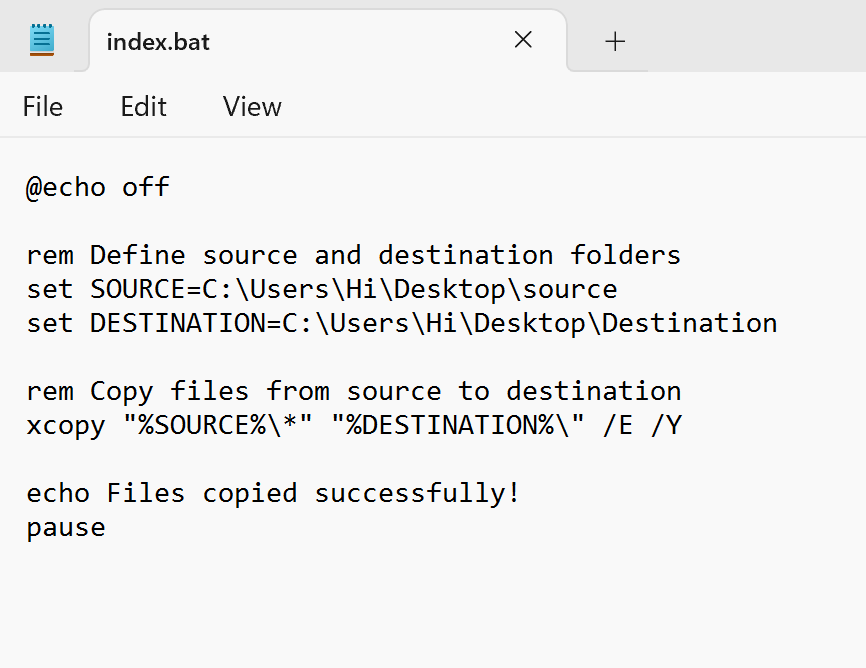 index.bat
File Edit View
@echo off
rem Define source and destination folders
set SOURCE=C:\Users\Hi\Desktop\source
set DESTINATION=C:\Users\Hi\Desktop\Destination
rem Copy files from source to destination
xcopy "%SOURCE%\*" "%DESTINATION%\" /E /Y
echo Files copied successfully!
pause